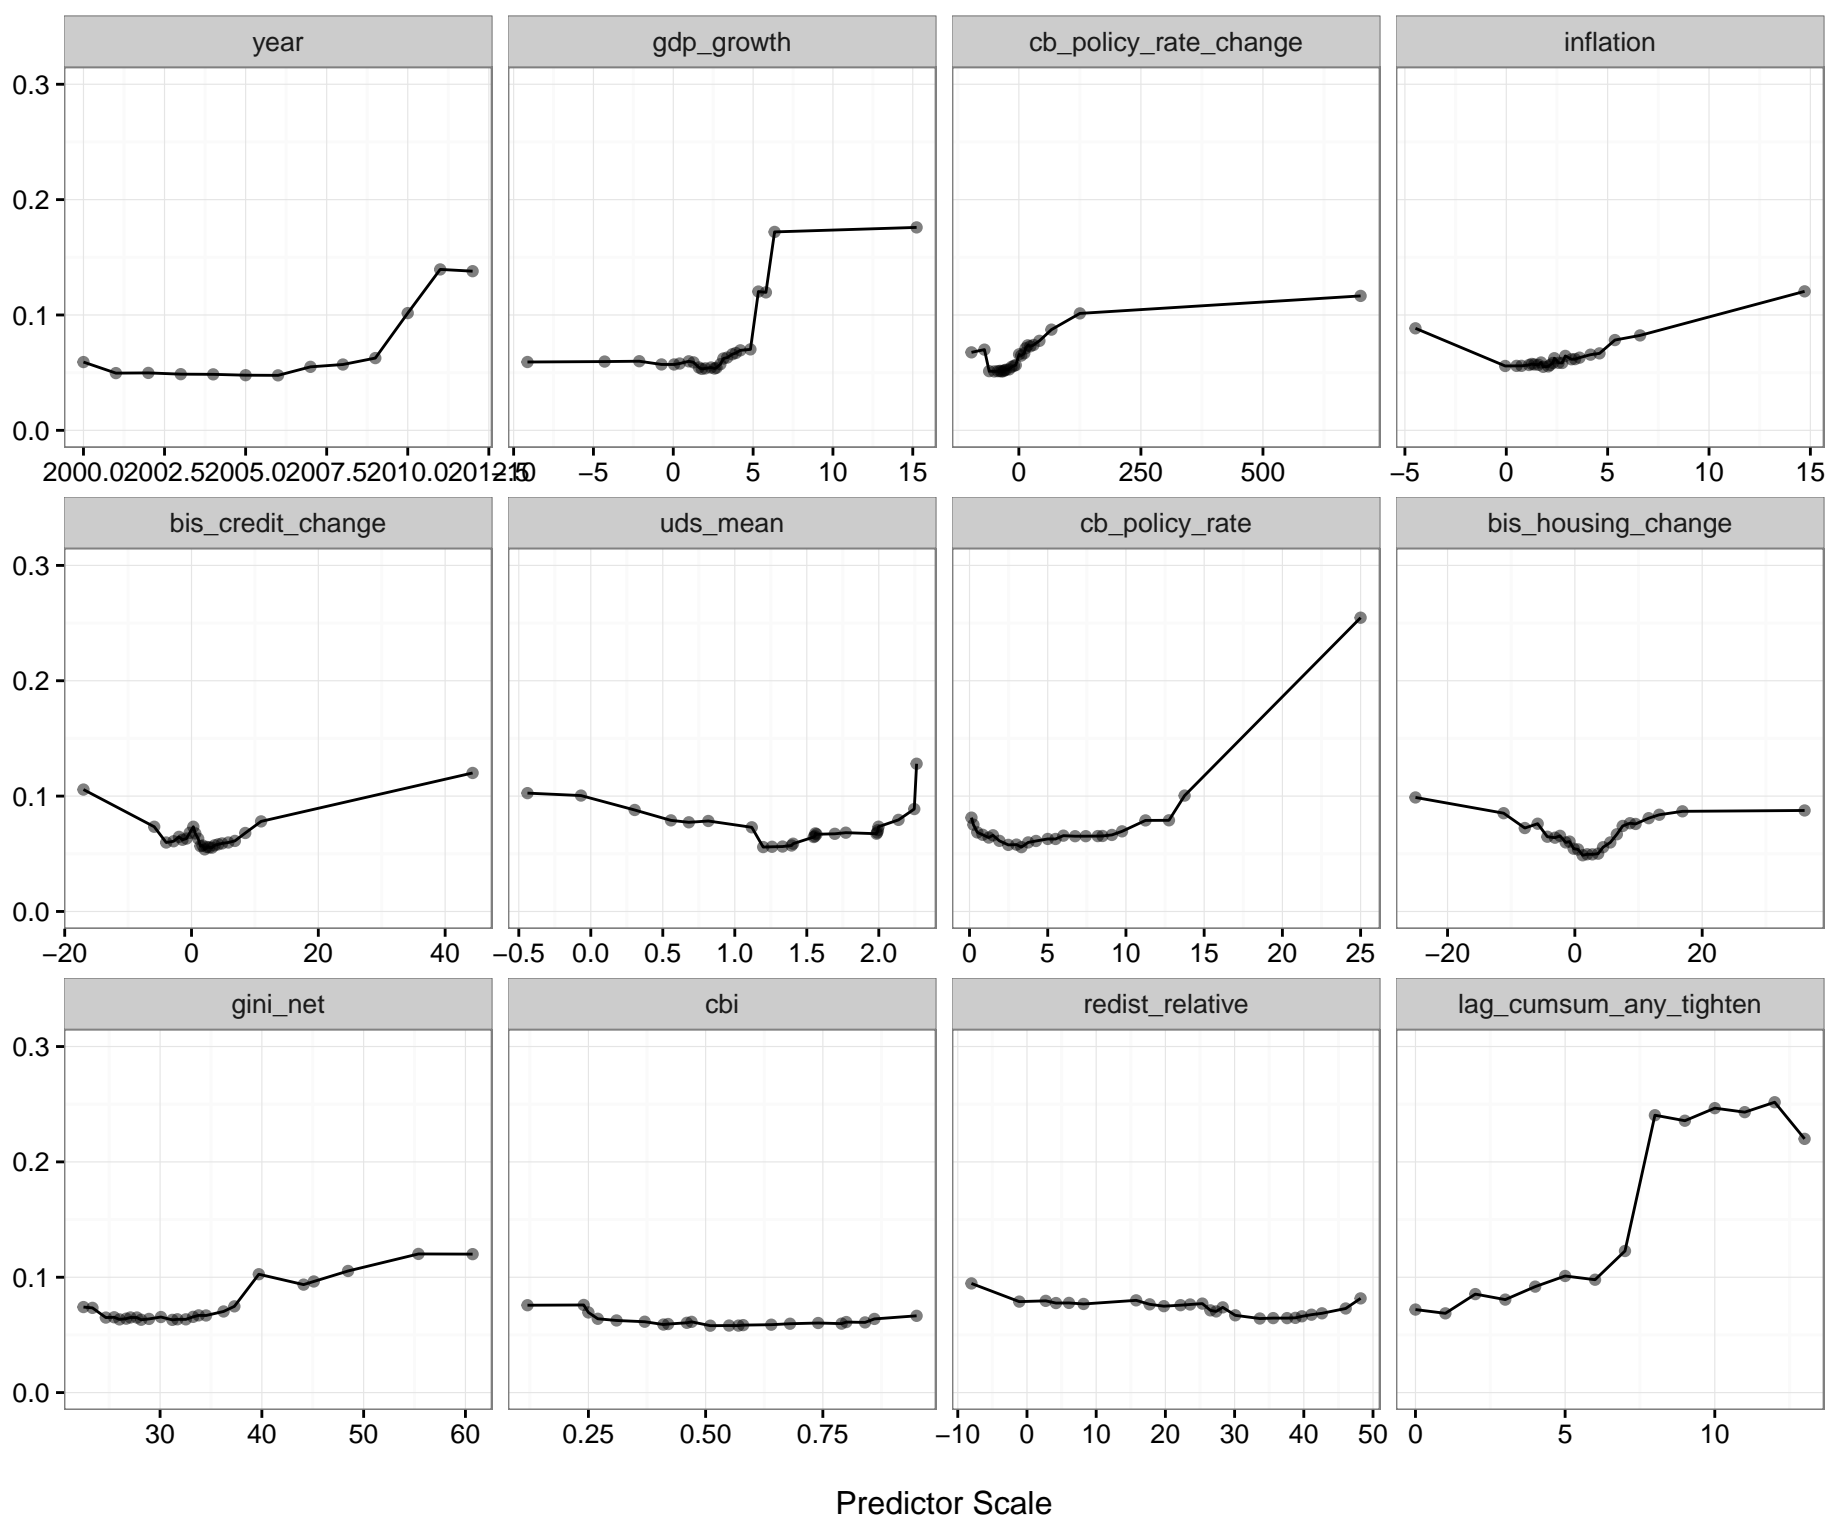 year gdp_growth cb_policy_rate_change inflation
0.3
0.2
0.1
0.0
2000.0 2002.5 2005.0 2007.5 2010.0 2012.5 −10 −5 0 5 10 15 0 250 500 −5 0 5 10 15
bis_credit_change uds_mean cb_policy_rate bis_housing_change
0.3
0.2
0.1
0.0
−20 0 20 40 −0.5 0.0 0.5 1.0 1.5 2.0 0 5 10 15 20 25 −20 0 20
gini_net cbi redist_relative lag_cumsum_any_tighten
0.3
0.2
0.1
0.0
30 40 50 60 0.25 0.50 0.75 −10 0 10 20 30 40 50 0 5 10
Predictor Scale